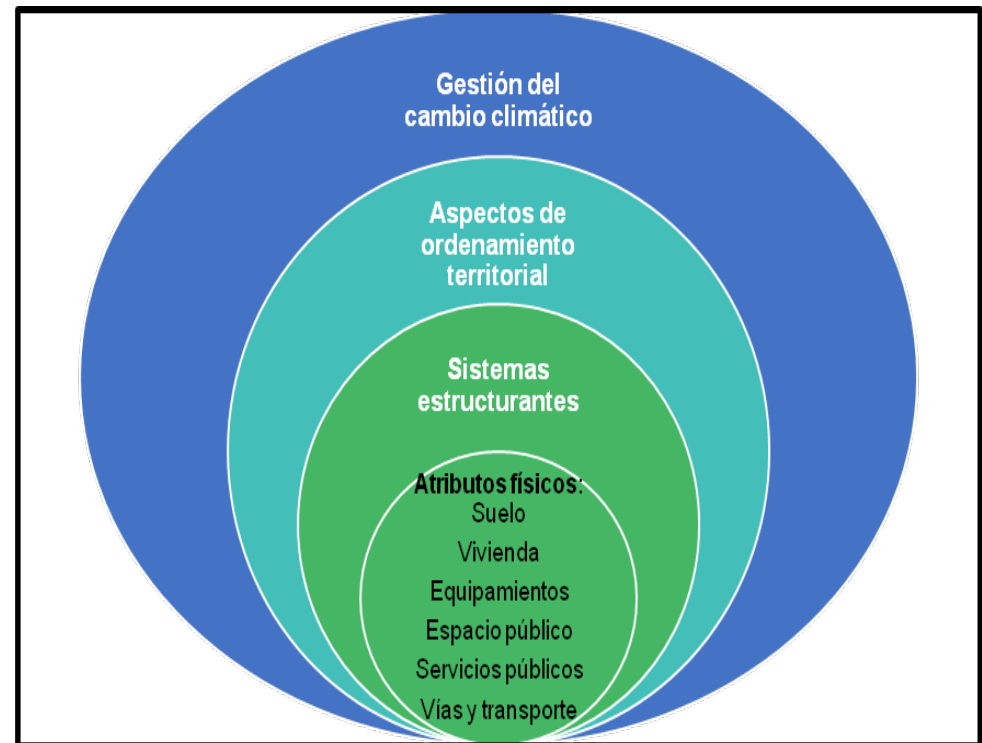 Gestión del
cambio climático
Aspectos de
ordenamiento
territorial
Sistemas
estructurantes
Atributos físicos:
Suelo
Vivienda
Equipamientos
Espacio público
Servicios públicos
Vías y transporte